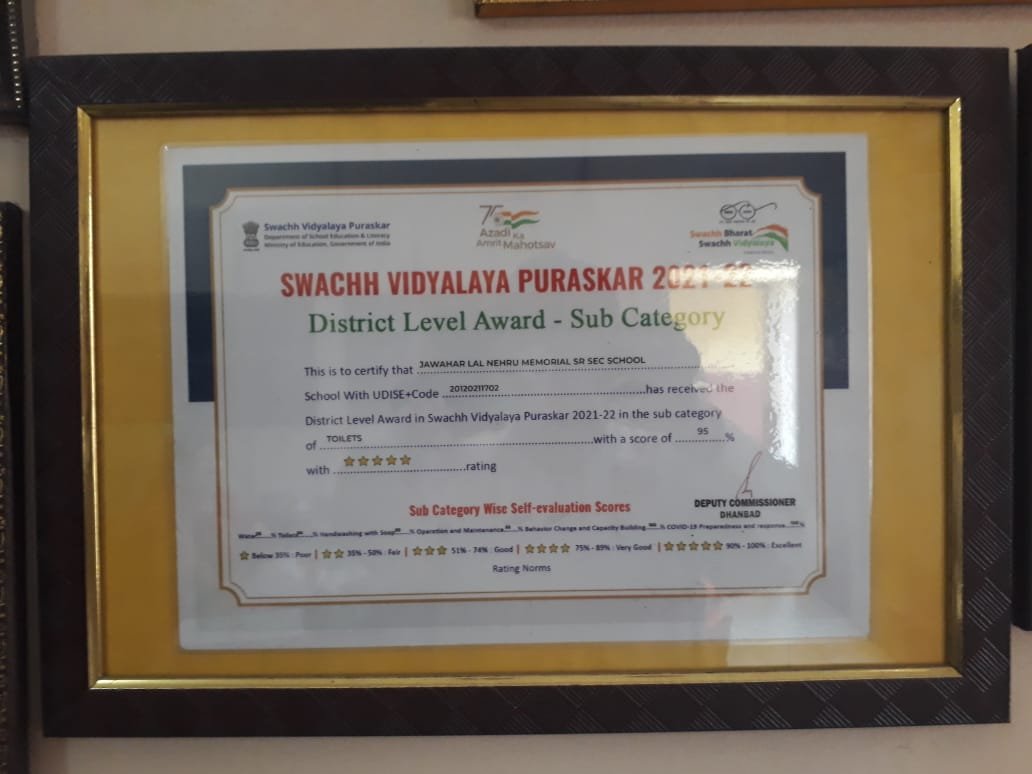 Swachh Vidyalaya Puraskar
Department of School Education & Literacy
Ministry of Education, Government of India
75
Azadi Ka
Amrit Mahotsav
Swachh Bharat
Swachh Vidyalaya
SWACHH VIDYALAYA PURASKAR 2021-22
District Level Award - Sub Category
This is to certify that JAWAHAR LAL NEHRU MEMORIAL SR SEC SCHOOL
School With UDISE+Code 20120211702 has received the
District Level Award in Swachh Vidyalaya Puraskar 2021-22 in the sub category
of TOILETS with a score of 95 %
with ⭐⭐⭐⭐⭐ rating
DEPUTY COMMISSIONER
DHANBAD
Sub Category Wise Self-evaluation Scores
Water % Toilets % Handwashing with Soap % Operation and Maintenance % Behavior Change and Capacity Building 100 % COVID-19 Preparedness and response 100 %
⭐ Below 35% : Poor | ⭐⭐ 35% - 50% : Fair | ⭐⭐⭐ 51% - 74% : Good | ⭐⭐⭐⭐ 75% - 89% : Very Good | ⭐⭐⭐⭐⭐ 90% - 100% : Excellent
Rating Norms